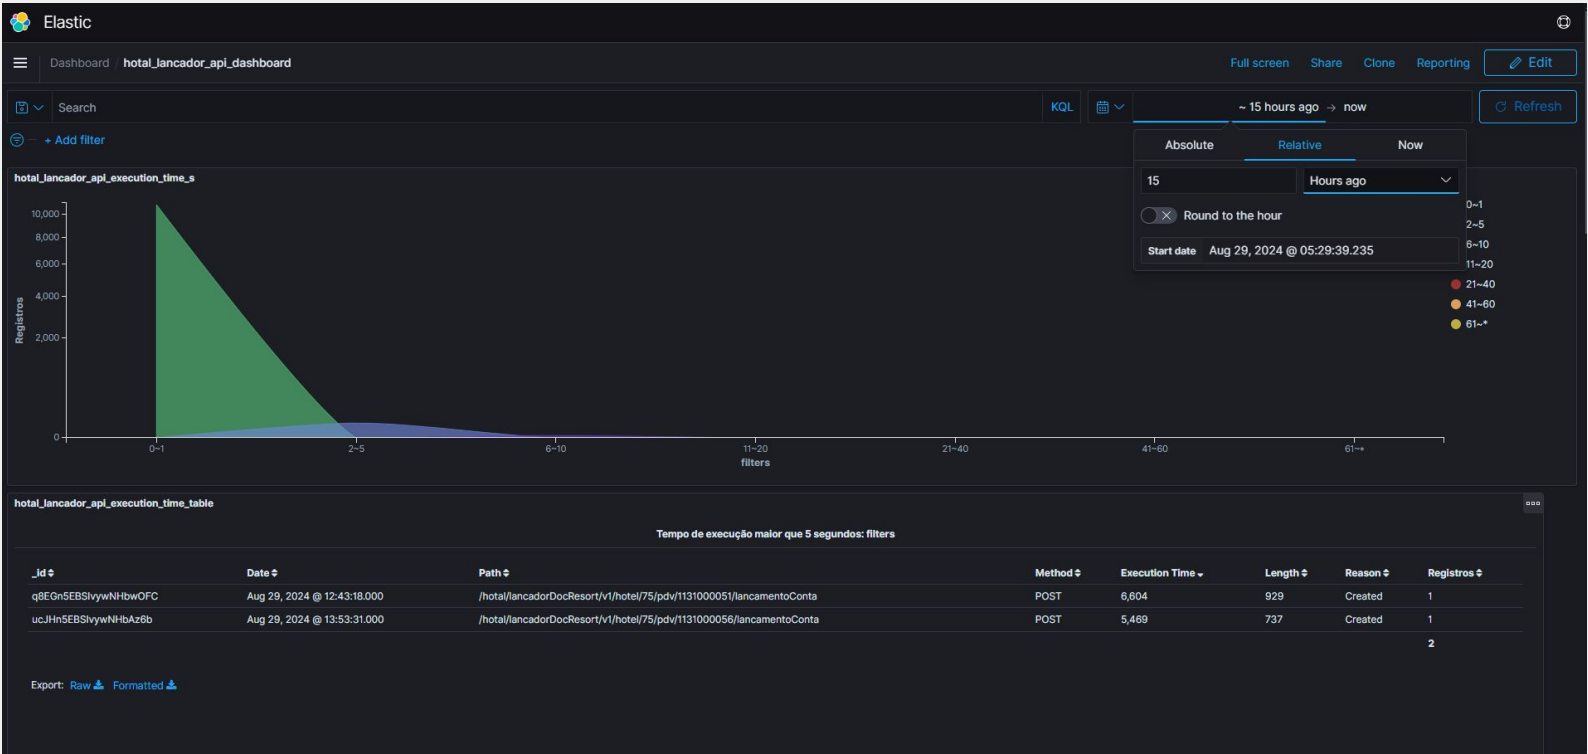 Elastic
Dashboard / hotal_lancador_api_dashboard Full screen Share Clone Reporting Edit
Search KQL ~ 15 hours ago → now Refresh
+ Add filter
Absolute Relative Now
15 Hours ago
Round to the hour
Start date Aug 29, 2024 @ 05:29:39.235
hotal_lancador_api_execution_time_s
Registros
10,000
8,000
6,000
4,000
2,000
0
0~1 2~5 6~10 11~20 21~40 41~60 61~*
filters
0~1
2~5
6~10
11~20
21~40
41~60
61~*
hotal_lancador_api_execution_time_table
Tempo de execução maior que 5 segundos: filters
_id Date Path Method Execution Time Length Reason Registros
q8EGn5EBSIvywNHbwOFC Aug 29, 2024 @ 12:43:18.000 /hotal/lancadorDocResort/v1/hotel/75/pdv/1131000051/lancamentoConta POST 6,604 929 Created 1
ucJHn5EBSIvywNHbAz6b Aug 29, 2024 @ 13:53:31.000 /hotal/lancadorDocResort/v1/hotel/75/pdv/1131000056/lancamentoConta POST 5,469 737 Created 1
2
Export: Raw Formatted